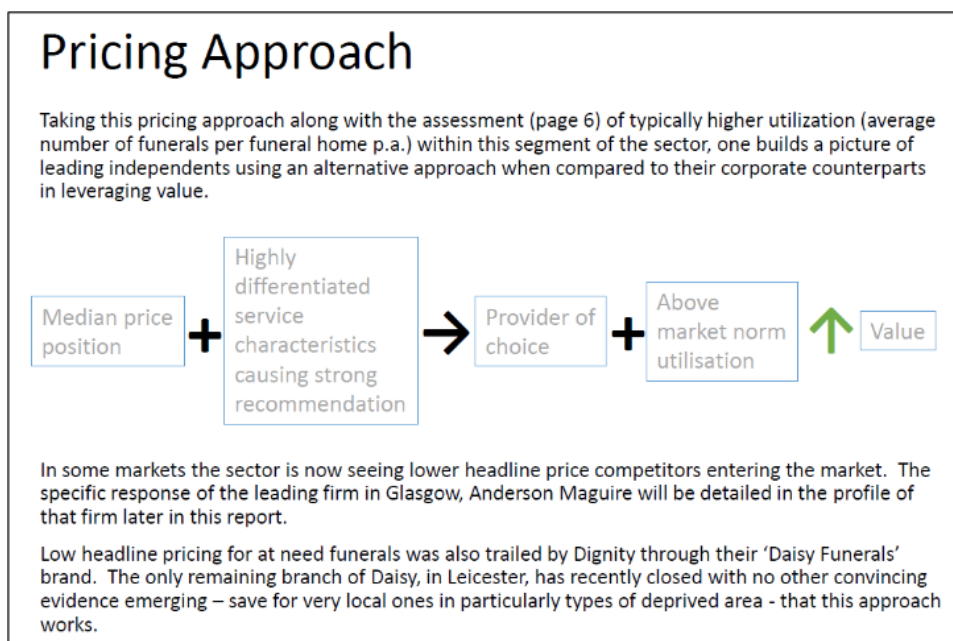 Pricing Approach
Taking this pricing approach along with the assessment (page 6) of typically higher utilization (average
number of funerals per funeral home p.a.) within this segment of the sector, one builds a picture of
leading independents using an alternative approach when compared to their corporate counterparts
in leveraging value.
Median price
position
+
Highly
differentiated
service
characteristics
causing strong
recommendation
→
Provider of
choice
+
Above
market norm
utilisation
↑
Value
In some markets the sector is now seeing lower headline price competitors entering the market.  The
specific response of the leading firm in Glasgow, Anderson Maguire will be detailed in the profile of
that firm later in this report.
Low headline pricing for at need funerals was also trailed by Dignity through their ‘Daisy Funerals’
brand.  The only remaining branch of Daisy, in Leicester, has recently closed with no other convincing
evidence emerging – save for very local ones in particularly types of deprived area - that this approach
works.